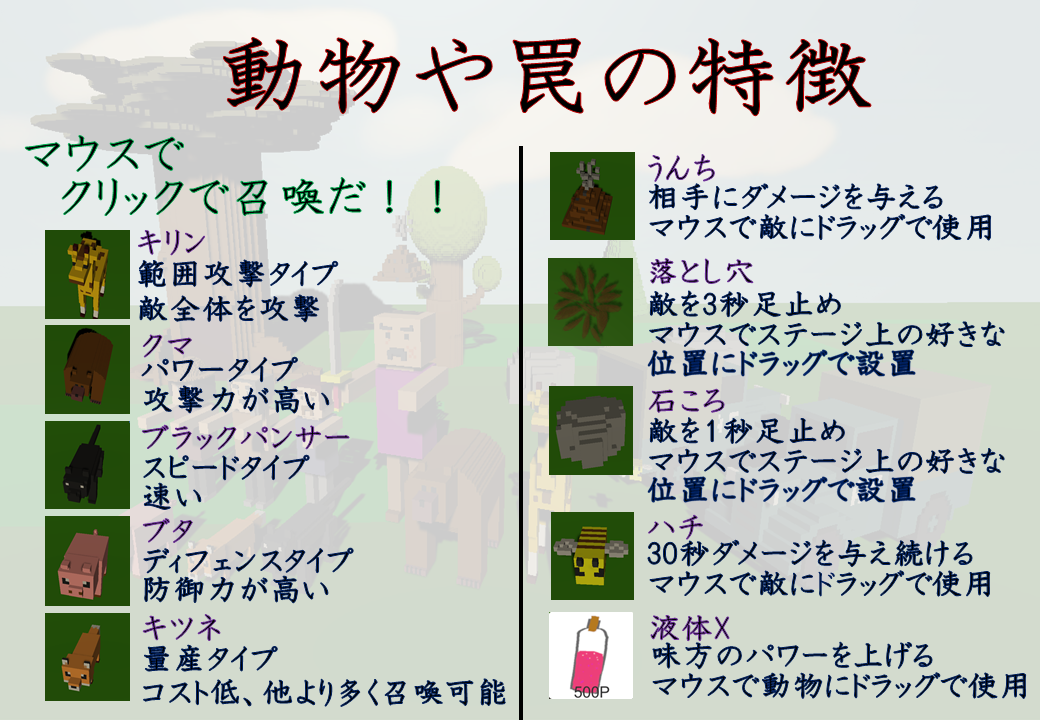 動物や罠の特徴
マウスで
クリックで召喚だ！！
キリン
範囲攻撃タイプ
敵全体を攻撃
クマ
パワータイプ
攻撃力が高い
ブラックパンサー
スピードタイプ
速い
ブタ
ディフェンスタイプ
防御力が高い
キツネ
量産タイプ
コスト低、他より多く召喚可能
うんち
相手にダメージを与える
マウスで敵にドラッグで使用
落とし穴
敵を3秒足止め
マウスでステージ上の好きな
位置にドラッグで設置
石ころ
敵を1秒足止め
マウスでステージ上の好きな
位置にドラッグで設置
ハチ
30秒ダメージを与え続ける
マウスで敵にドラッグで使用
液体X
味方のパワーを上げる
マウスで動物にドラッグで使用
500P